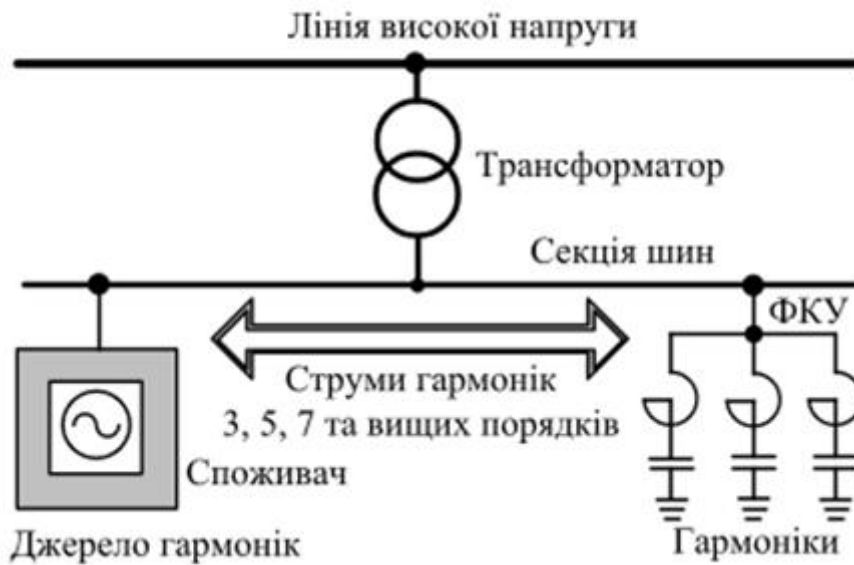 Лінія високої напруги
Трансформатор
Секція шин
ФКУ
Струми гармонік
3, 5, 7 та вищих порядків
Споживач
Джерело гармонік
Гармоніки